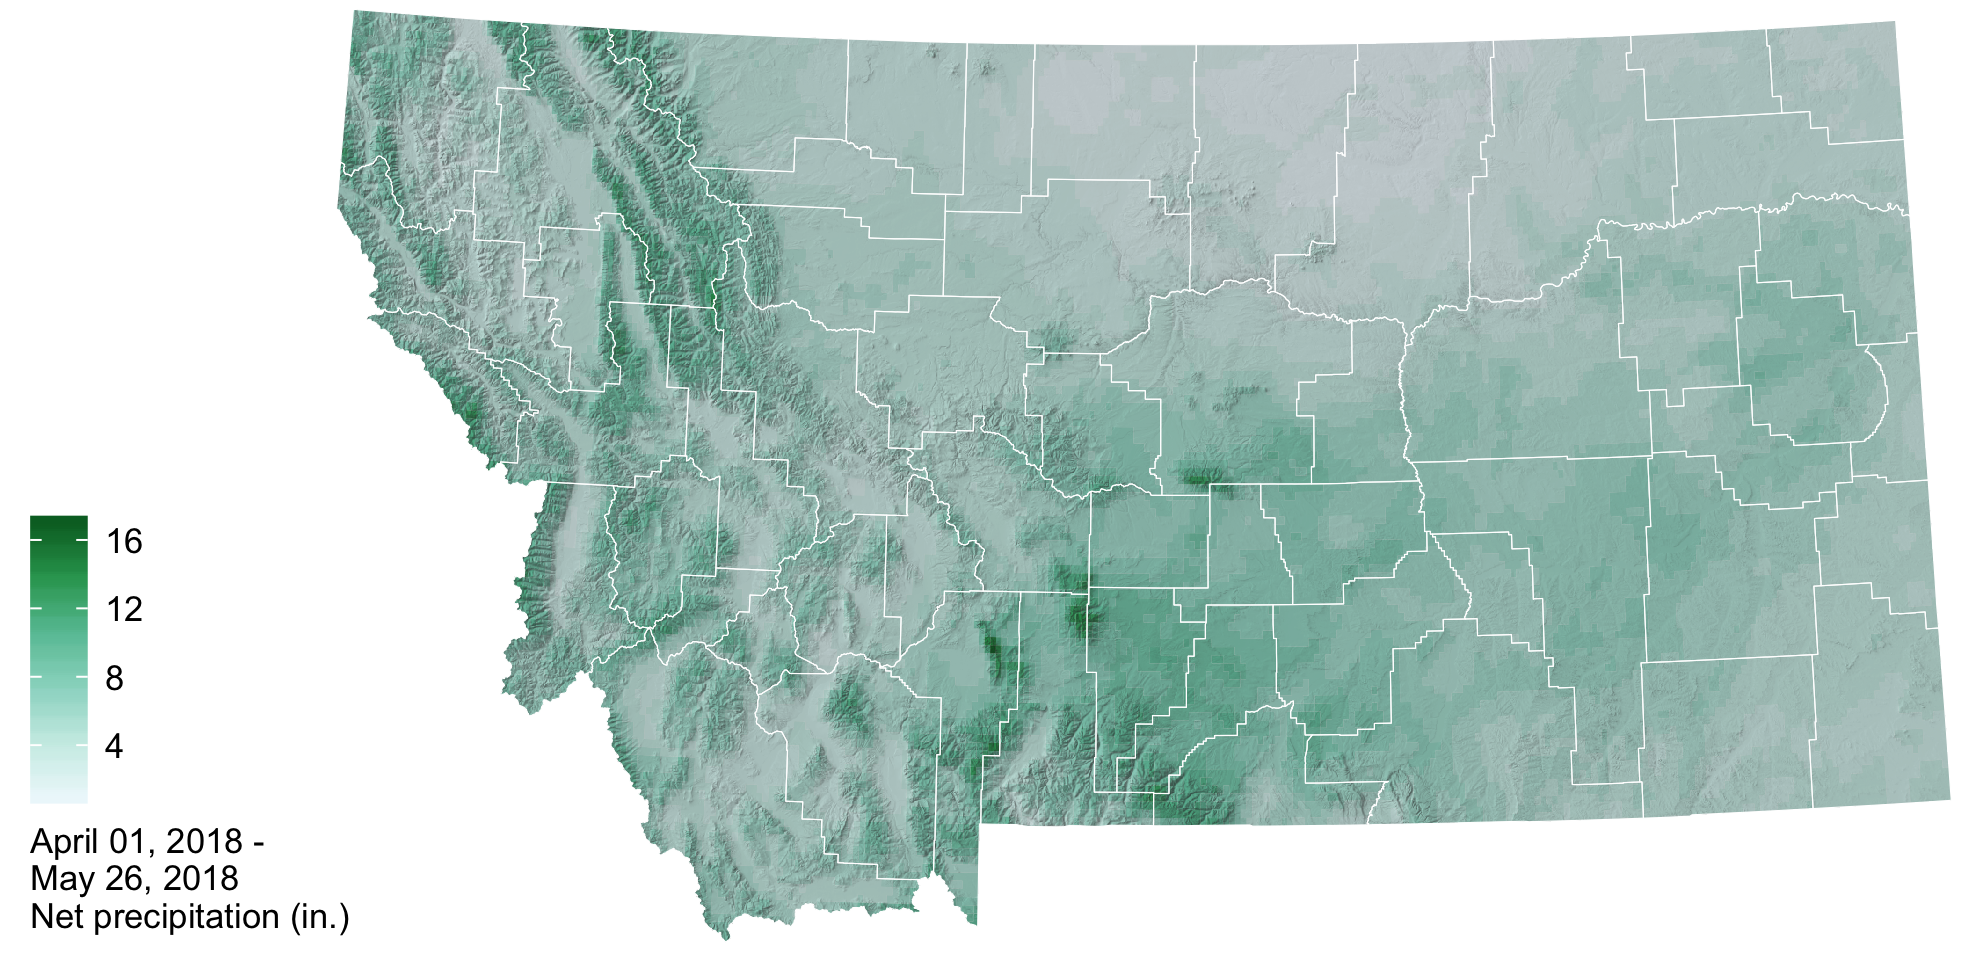 16
12
8
4
April 01, 2018 -
May 26, 2018
Net precipitation (in.)